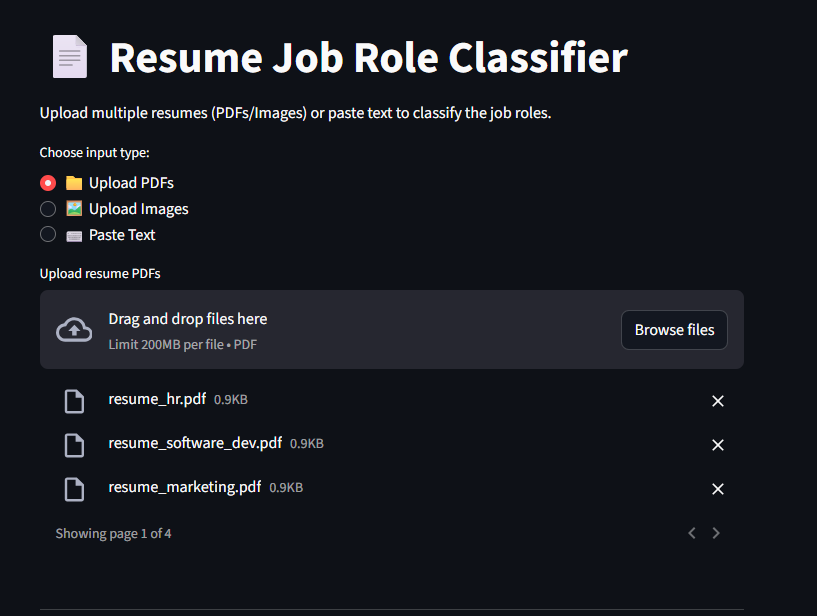 Resume Job Role Classifier
Upload multiple resumes (PDFs/Images) or paste text to classify the job roles.
Choose input type:
Upload PDFs
Upload Images
Paste Text
Upload resume PDFs
Drag and drop files here
Limit 200MB per file • PDF
Browse files
resume_hr.pdf 0.9KB
resume_software_dev.pdf 0.9KB
resume_marketing.pdf 0.9KB
Showing page 1 of 4